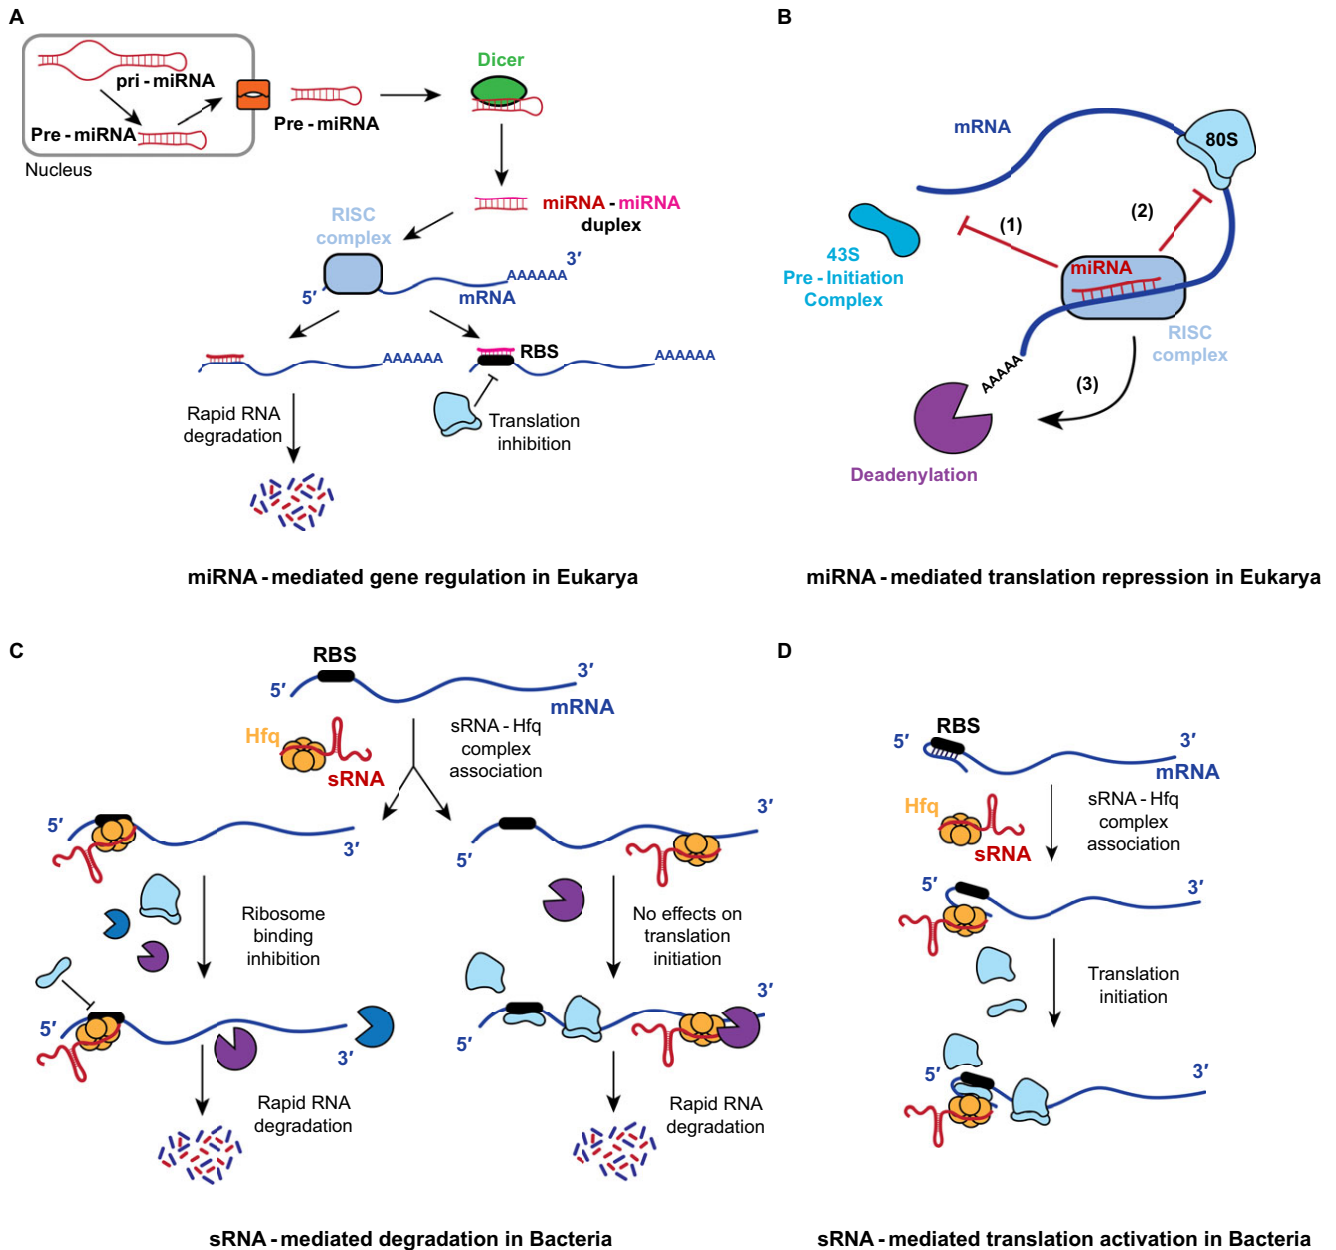 A
pri - miRNA
Pre - miRNA
Nucleus
Pre - miRNA
Dicer
miRNA - miRNA
duplex
RISC
complex
5′
mRNA
AAAAAA
3′
AAAAAA
RBS
AAAAAA
Rapid RNA
degradation
Translation
inhibition
miRNA - mediated gene regulation in Eukarya
B
mRNA
80S
(1)
(2)
43S
Pre - Initiation
Complex
miRNA
RISC
complex
AAAAA
(3)
Deadenylation
miRNA - mediated translation repression in Eukarya
C
RBS
5′
3′
mRNA
Hfq
sRNA
sRNA - Hfq
complex
association
5′
3′
3′
5′
Ribosome
binding
inhibition
No effects on
translation
initiation
5′
3′
3′
5′
Rapid RNA
degradation
Rapid RNA
degradation
sRNA - mediated degradation in Bacteria
D
RBS
5′
3′
mRNA
Hfq
sRNA
sRNA - Hfq
complex
association
5′
3′
Translation
initiation
5′
3′
sRNA - mediated translation activation in Bacteria